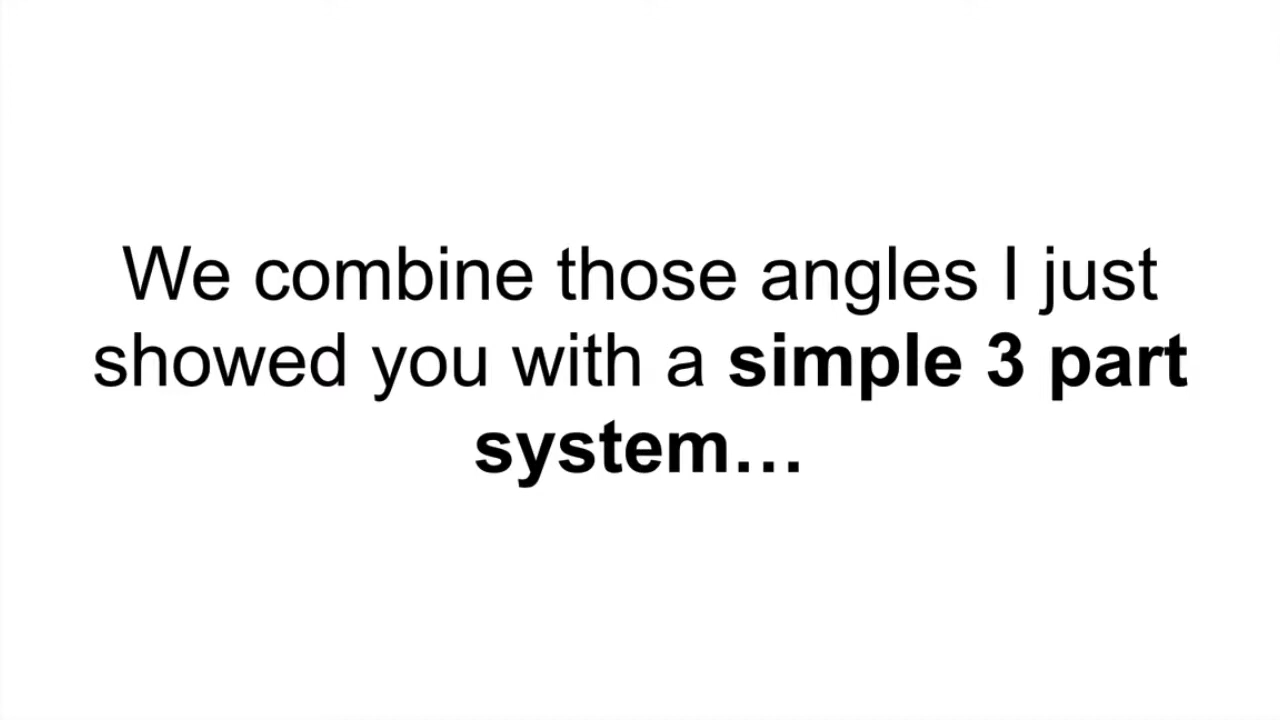 We combine those angles I just
showed you with a simple 3 part
system…